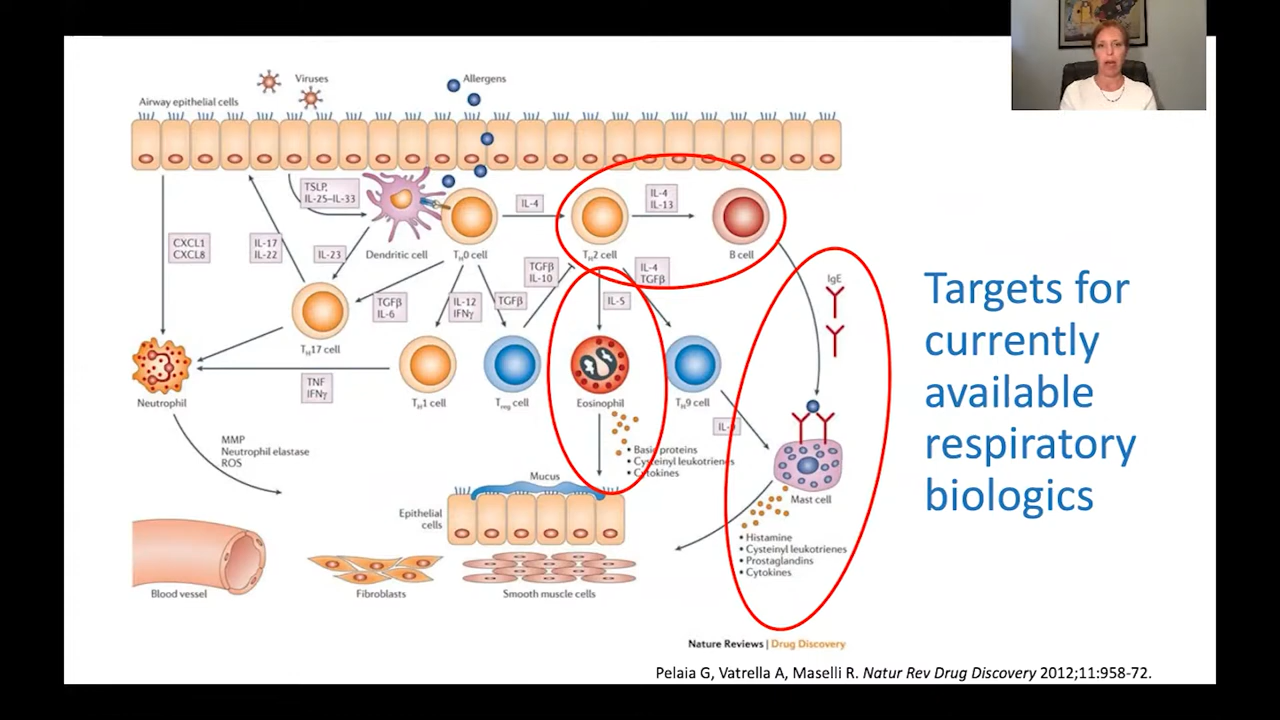 Viruses
Allergens
Airway epithelial cells
TSLP,
IL-25–IL-33
IL-4
IL-4
IL-13
CXCL1
CXCL8
IL-17
IL-22
IL-23
Dendritic cell
TH0 cell
TH2 cell
B cell
TGFβ
IL-10
IL-4
TGFβ
IgE
TGFβ
IL-6
IL-12
IFNγ
TGFβ
IL-5
TH17 cell
Neutrophil
TNF
IFNγ
TH1 cell
Treg cell
Eosinophil
TH9 cell
MMP
Neutrophil elastase
ROS
• Basic proteins
• Cysteinyl leukotrienes
• Cytokines
Mucus
Mast cell
Epithelial
cells
• Histamine
• Cysteinyl leukotrienes
• Prostaglandins
• Cytokines
Blood vessel
Fibroblasts
Smooth muscle cells
Targets for
currently
available
respiratory
biologics
Nature Reviews | Drug Discovery
Pelaia G, Vatrella A, Maselli R. Natur Rev Drug Discovery 2012;11:958-72.